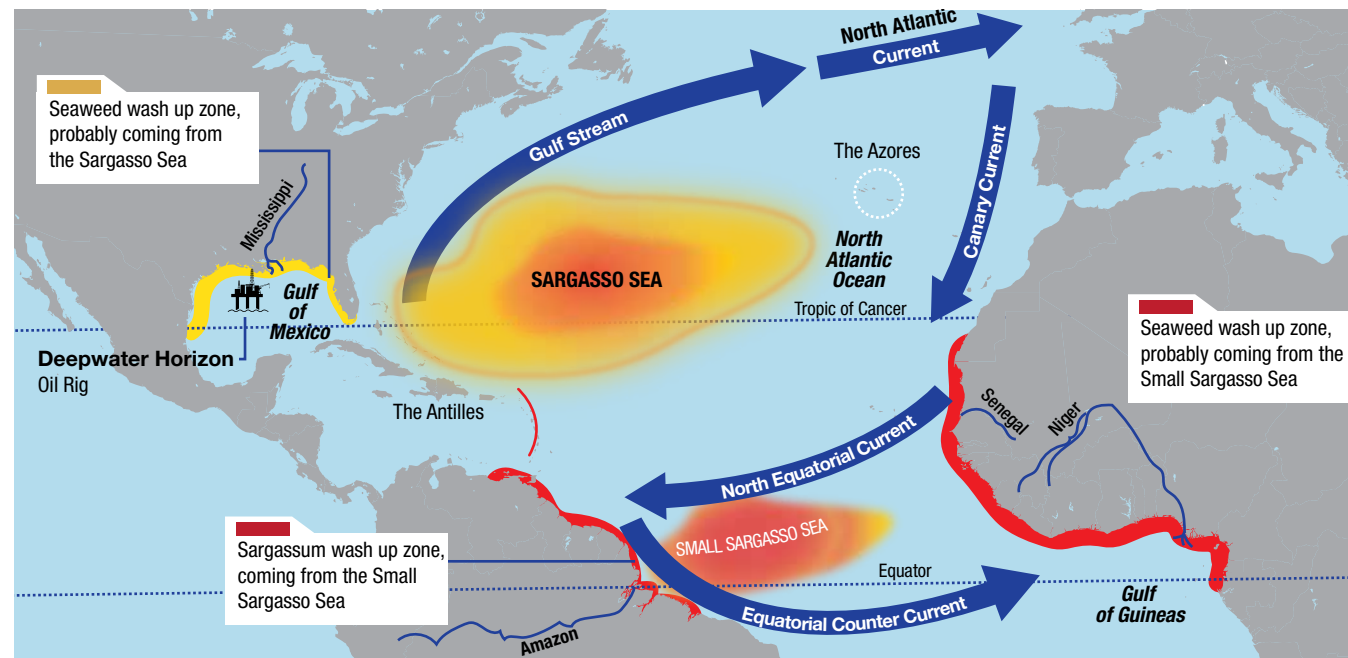 North Atlantic
Current
Seaweed wash up zone,
probably coming from
the Sargasso Sea
Gulf Stream
The Azores
Canary Current
Mississippi
North
Atlantic
Ocean
SARGASSO SEA
Gulf
of
Mexico
Tropic of Cancer
Seaweed wash up zone,
probably coming from the
Small Sargasso Sea
Deepwater Horizon
Oil Rig
The Antilles
Senegal
Niger
North Equatorial Current
SMALL SARGASSO SEA
Sargassum wash up zone,
coming from the Small
Sargasso Sea
Equator
Gulf
of Guineas
Equatorial Counter Current
Amazon